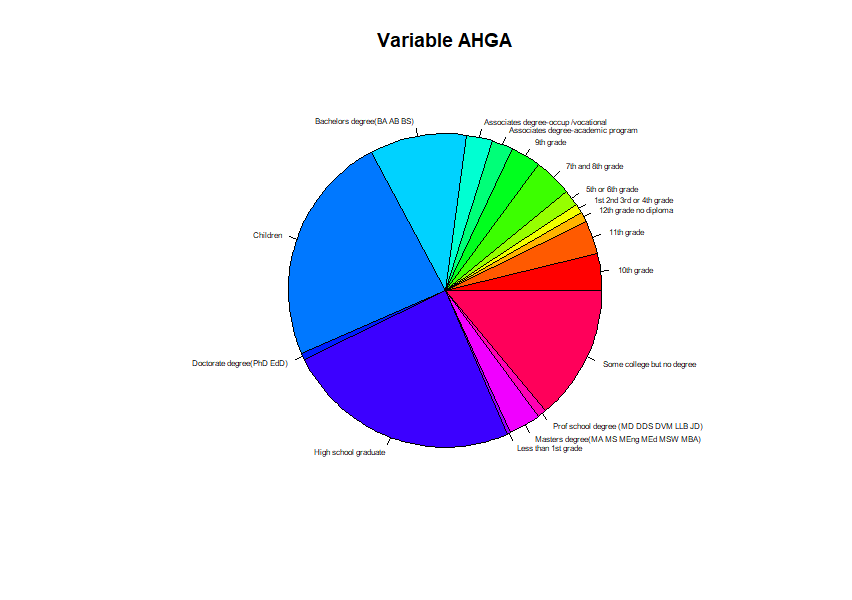 Variable AHGA
Bachelors degree(BA AB BS)
Associates degree-occup /vocational
Associates degree-academic program
9th grade
7th and 8th grade
5th or 6th grade
1st 2nd 3rd or 4th grade
12th grade no diploma
11th grade
Children
10th grade
Doctorate degree(PhD EdD)
Some college but no degree
Prof school degree (MD DDS DVM LLB JD)
Masters degree(MA MS MEng MEd MSW MBA)
High school graduate
Less than 1st grade